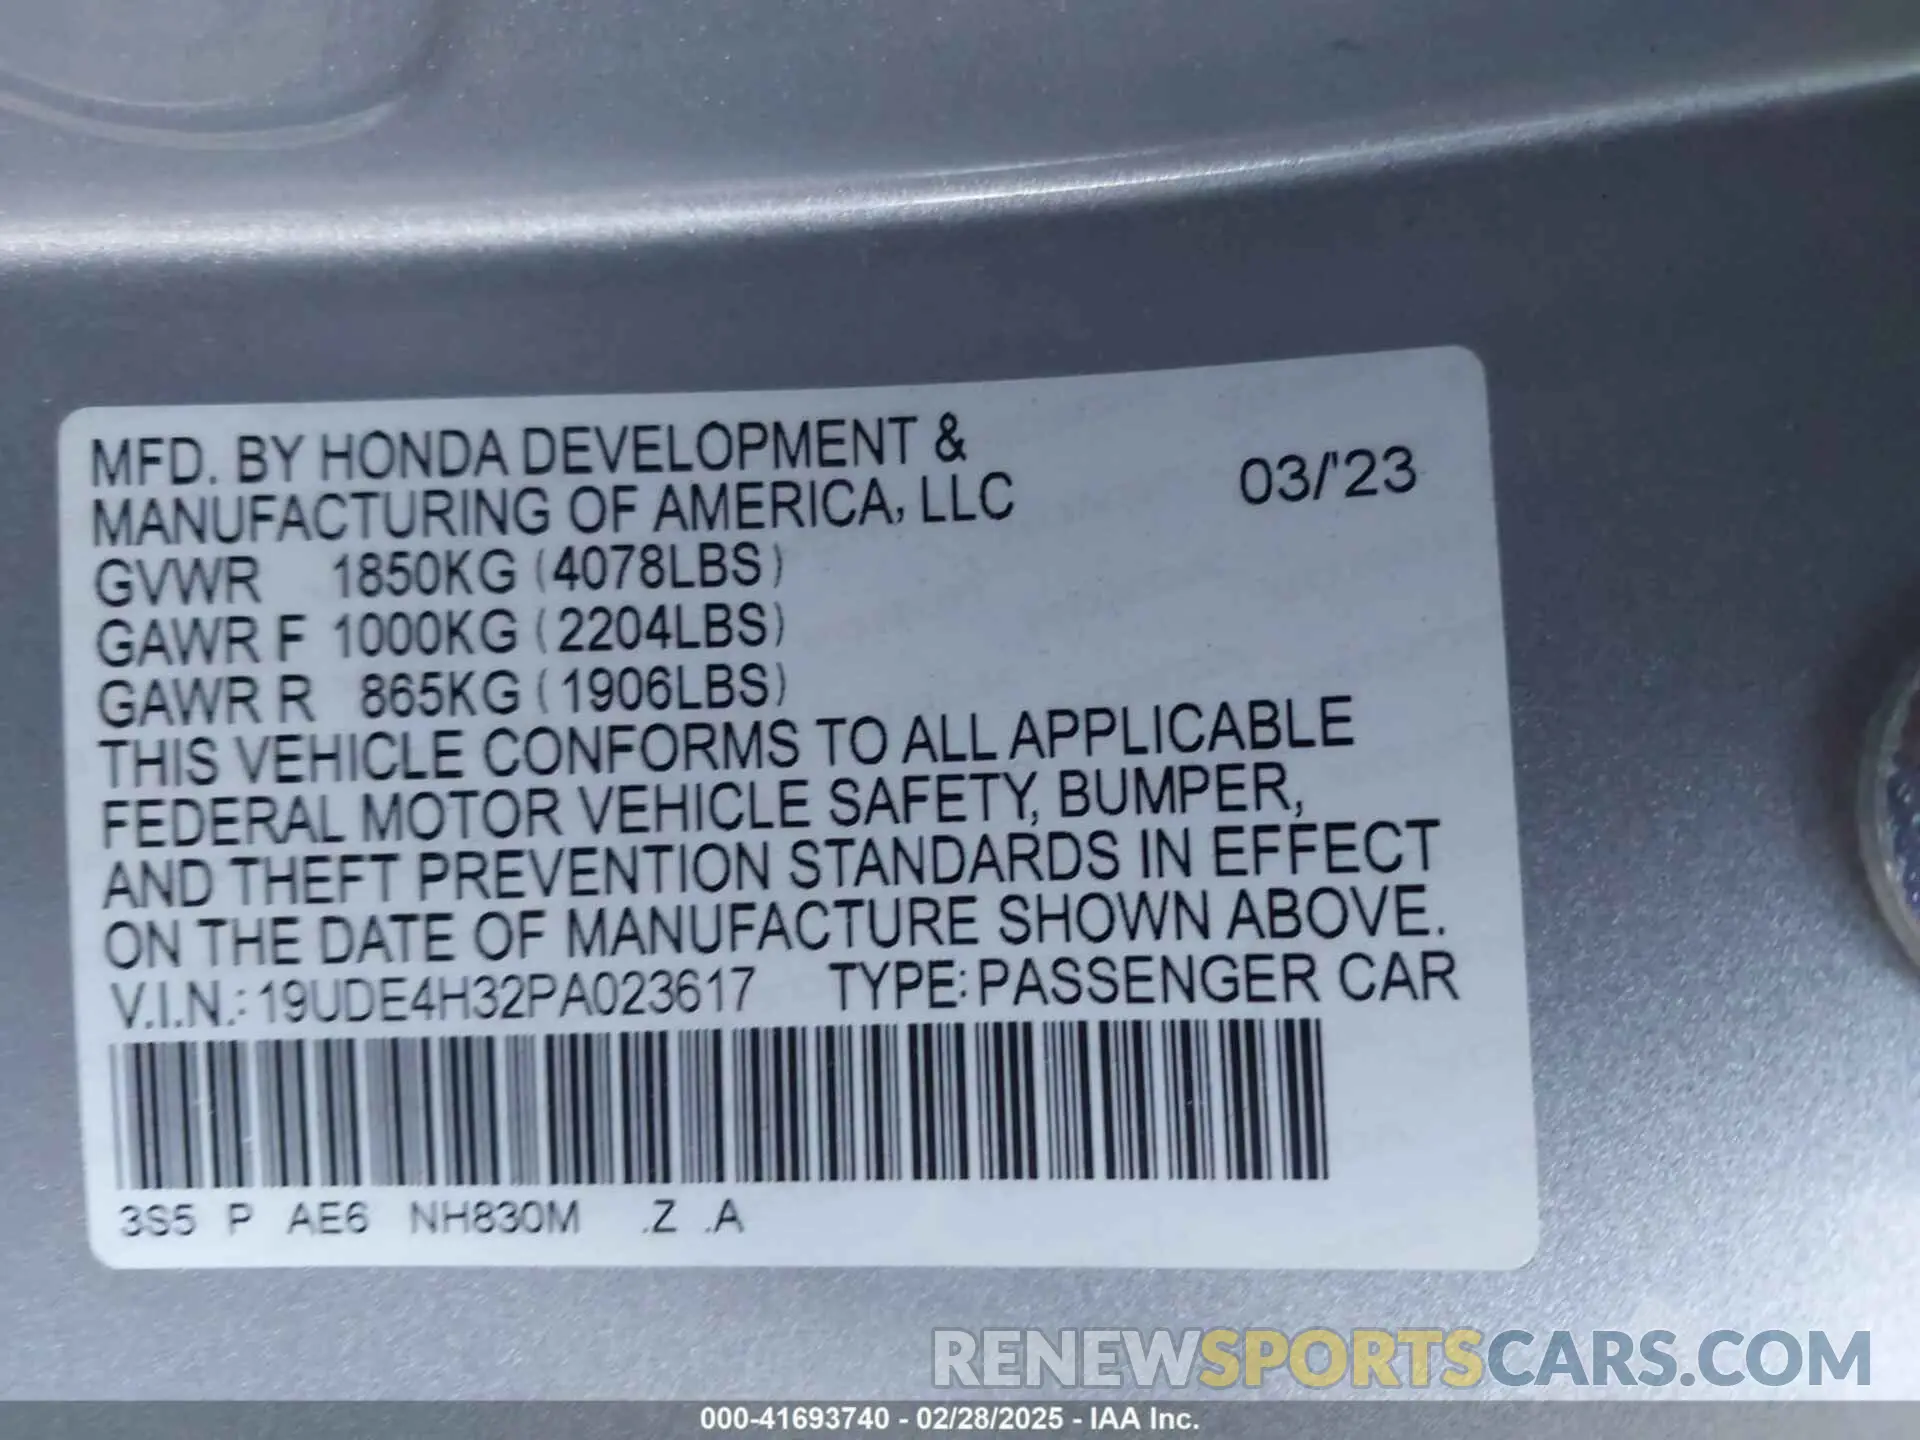 MFD. BY HONDA DEVELOPMENT &
MANUFACTURING OF AMERICA, LLC 03/'23
GVWR 1850KG (4078LBS)
GAWR F 1000KG (2204LBS)
GAWR R 865KG (1906LBS)
THIS VEHICLE CONFORMS TO ALL APPLICABLE
FEDERAL MOTOR VEHICLE SAFETY, BUMPER,
AND THEFT PREVENTION STANDARDS IN EFFECT
ON THE DATE OF MANUFACTURE SHOWN ABOVE.
V.I.N.: 19UDE4H32PA023617 TYPE: PASSENGER CAR
3S5 P AE6 NH830M .Z .A
RENEWSPORTSCARS.COM
000-41693740 - 02/28/2025 - IAA Inc.